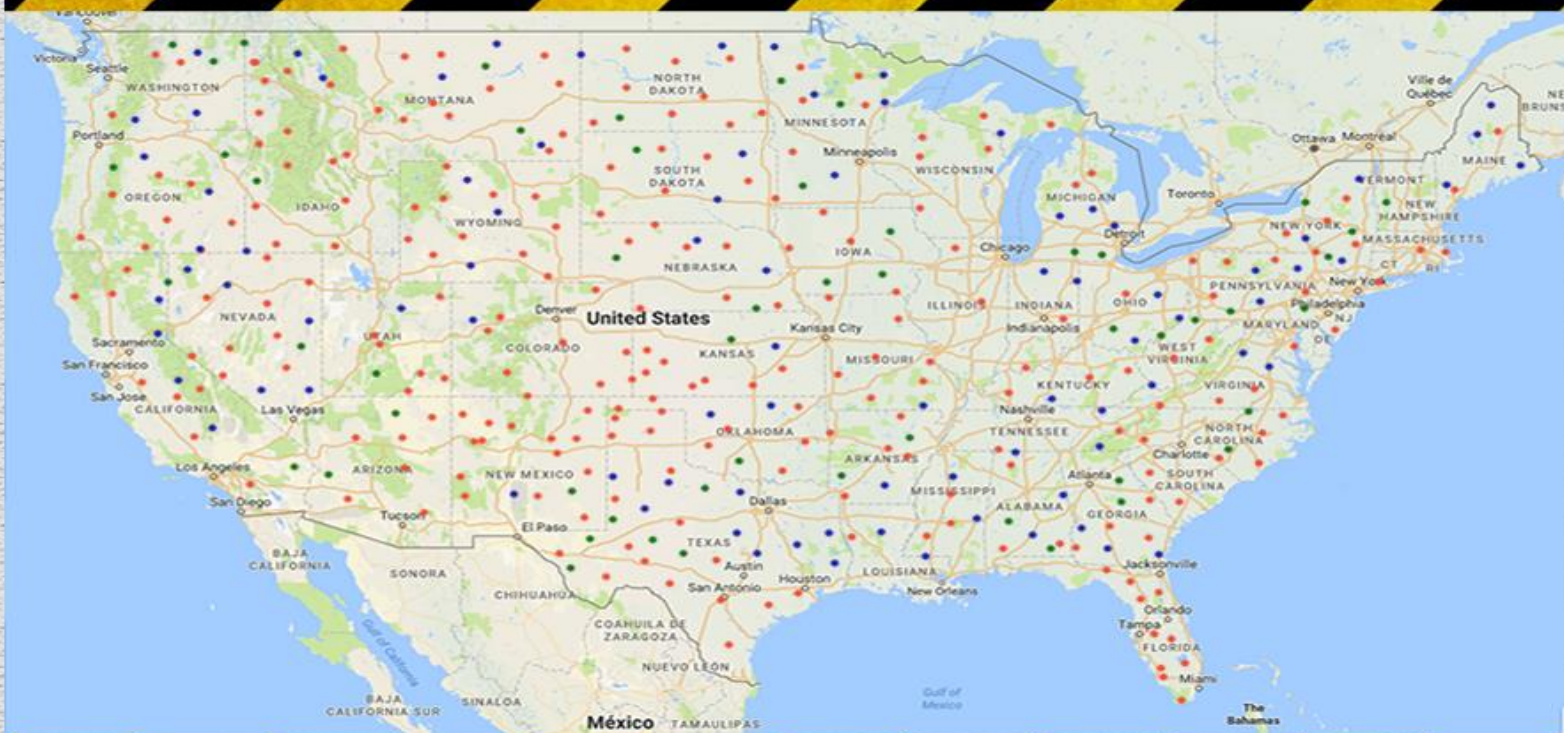 Vancouver
Victoria
Seattle
WASHINGTON
Portland
OREGON
IDAHO
MONTANA
NORTH
DAKOTA
SOUTH
DAKOTA
WYOMING
NEBRASKA
MINNESOTA
Minneapolis
WISCONSIN
MICHIGAN
Detroit
Toronto
Ottawa
Montréal
Ville de
Québec
NE
BRUNS
MAINE
VERMONT
NEW
HAMPSHIRE
NEW YORK
MASSACHUSETTS
CT
RI
PENNSYLVANIA
New York
Philadelphia
NJ
MARYLAND
DE
IOWA
Chicago
ILLINOIS
INDIANA
Indianapolis
OHIO
WEST
VIRGINIA
VIRGINIA
KENTUCKY
NEVADA
UTAH
Denver
COLORADO
United States
KANSAS
Kansas City
MISSOURI
Sacramento
San Francisco
San Jose
CALIFORNIA
Las Vegas
Los Angeles
San Diego
ARIZONA
Tucson
NEW MEXICO
El Paso
OKLAHOMA
ARKANSAS
Nashville
TENNESSEE
NORTH
CAROLINA
Charlotte
SOUTH
CAROLINA
Atlanta
MISSISSIPPI
ALABAMA
GEORGIA
Dallas
TEXAS
Austin
San Antonio
Houston
LOUISIANA
New Orleans
Jacksonville
Orlando
Tampa
FLORIDA
Miami
BAJA
CALIFORNIA
SONORA
CHIHUAHUA
COAHUILA DE
ZARAGOZA
NUEVO LEÓN
Gulf of California
BAJA
CALIFORNIA SUR
SINALOA
México
TAMAULIPAS
Gulf of
Mexico
The
Bahamas